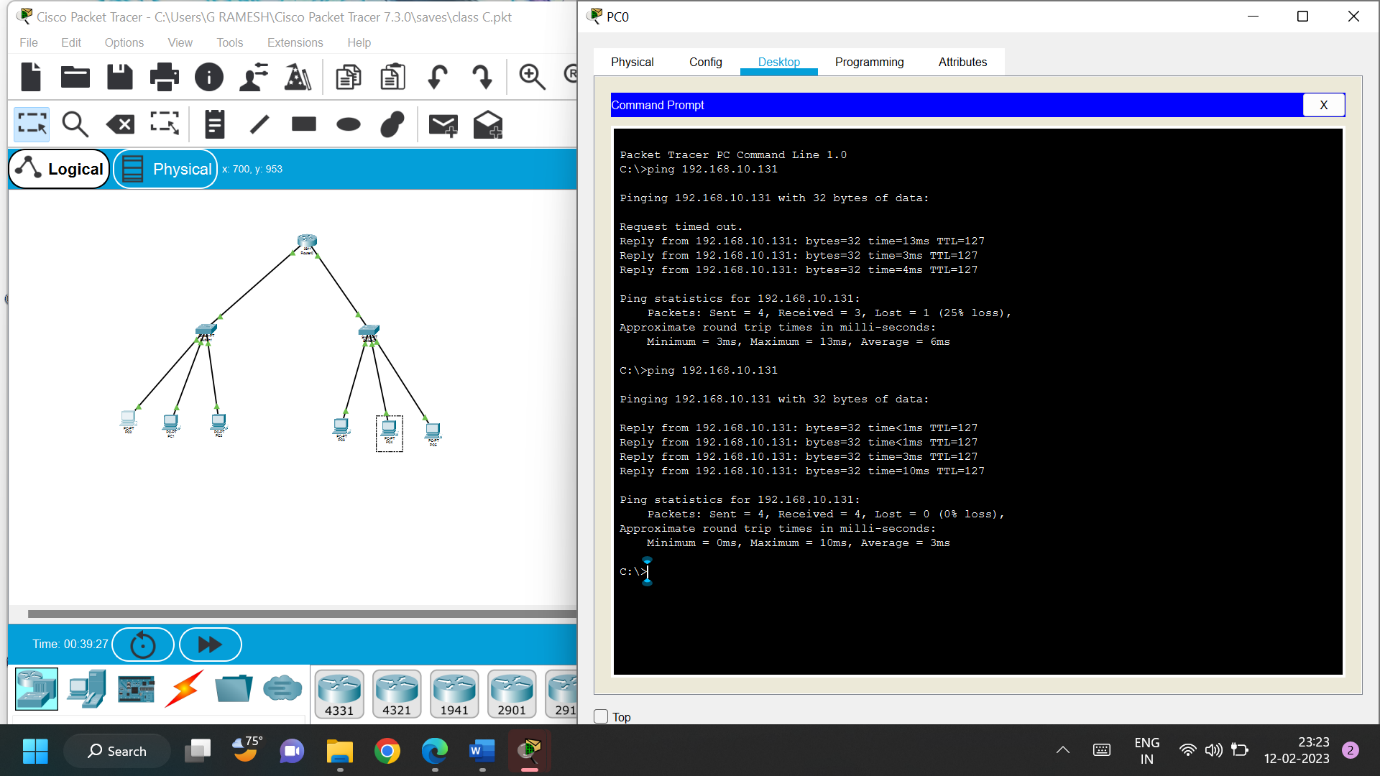 Cisco Packet Tracer - C:\Users\G RAMESH\Cisco Packet Tracer 7.3.0\saves\class C.pkt
File Edit Options View Tools Extensions Help
Logical
Physical
x: 700, y: 953
Time: 00:39:27
4331
4321
1941
2901
PC0
Physical Config Desktop Programming Attributes
Command Prompt
X
Packet Tracer PC Command Line 1.0
C:\>ping 192.168.10.131
Pinging 192.168.10.131 with 32 bytes of data:
Request timed out.
Reply from 192.168.10.131: bytes=32 time=13ms TTL=127
Reply from 192.168.10.131: bytes=32 time=3ms TTL=127
Reply from 192.168.10.131: bytes=32 time=4ms TTL=127
Ping statistics for 192.168.10.131:
Packets: Sent = 4, Received = 3, Lost = 1 (25% loss),
Approximate round trip times in milli-seconds:
Minimum = 3ms, Maximum = 13ms, Average = 6ms
C:\>ping 192.168.10.131
Pinging 192.168.10.131 with 32 bytes of data:
Reply from 192.168.10.131: bytes=32 time<1ms TTL=127
Reply from 192.168.10.131: bytes=32 time<1ms TTL=127
Reply from 192.168.10.131: bytes=32 time=3ms TTL=127
Reply from 192.168.10.131: bytes=32 time=10ms TTL=127
Ping statistics for 192.168.10.131:
Packets: Sent = 4, Received = 4, Lost = 0 (0% loss),
Approximate round trip times in milli-seconds:
Minimum = 0ms, Maximum = 10ms, Average = 3ms
C:\>
Top
Search
75°
ENG
IN
23:23
12-02-2023
2